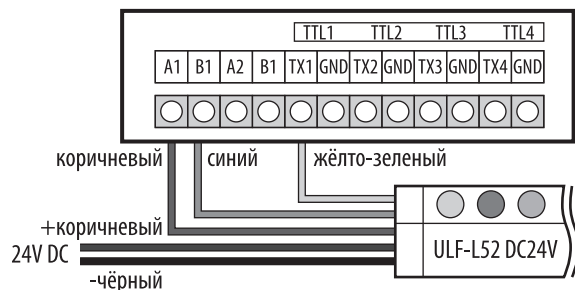 TTL1 TTL2 TTL3 TTL4
A1 B1 A2 B1 TX1 GND TX2 GND TX3 GND TX4 GND
коричневый синий жёлто-зеленый
+коричневый
24V DC
-чёрный
ULF-L52 DC24V